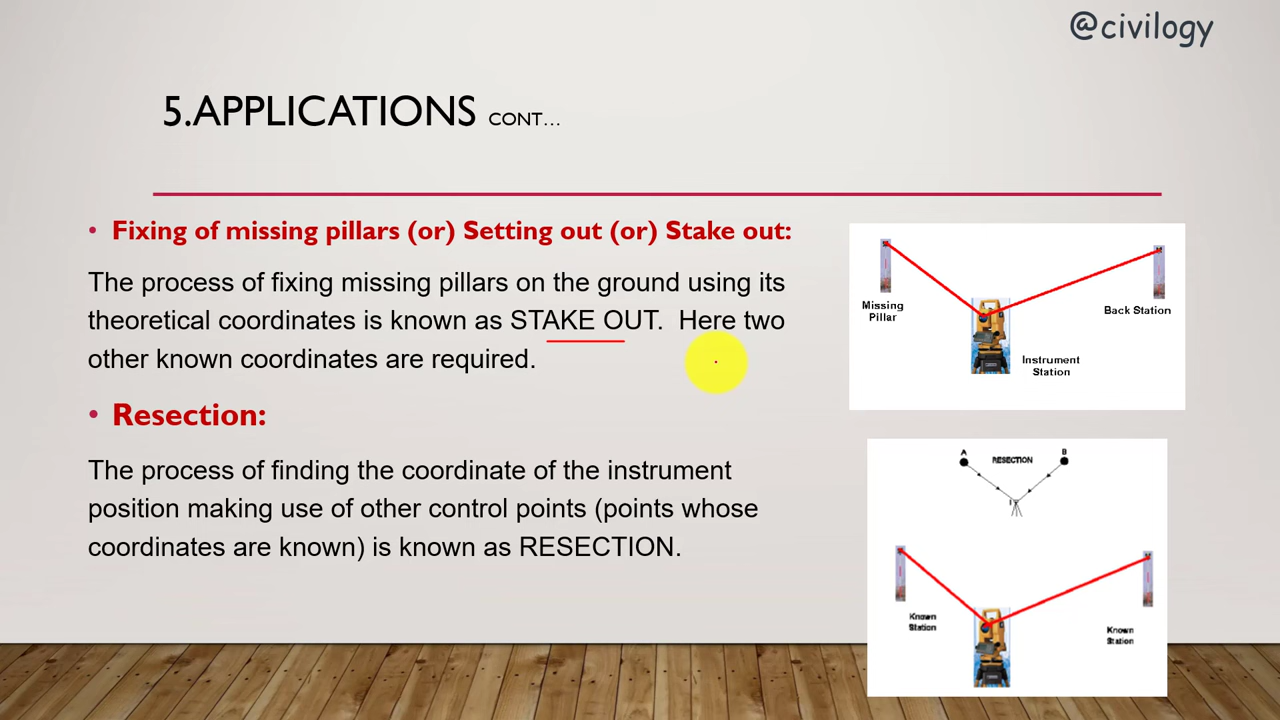 @civilogy
5.APPLICATIONS CONT...
• Fixing of missing pillars (or) Setting out (or) Stake out:
The process of fixing missing pillars on the ground using its
theoretical coordinates is known as STAKE OUT. Here two
other known coordinates are required.
• Resection:
The process of finding the coordinate of the instrument
position making use of other control points (points whose
coordinates are known) is known as RESECTION.
Missing
Pillar
Back Station
Instrument
Station
A
RESECTION
B
Known
Station
Known
Station